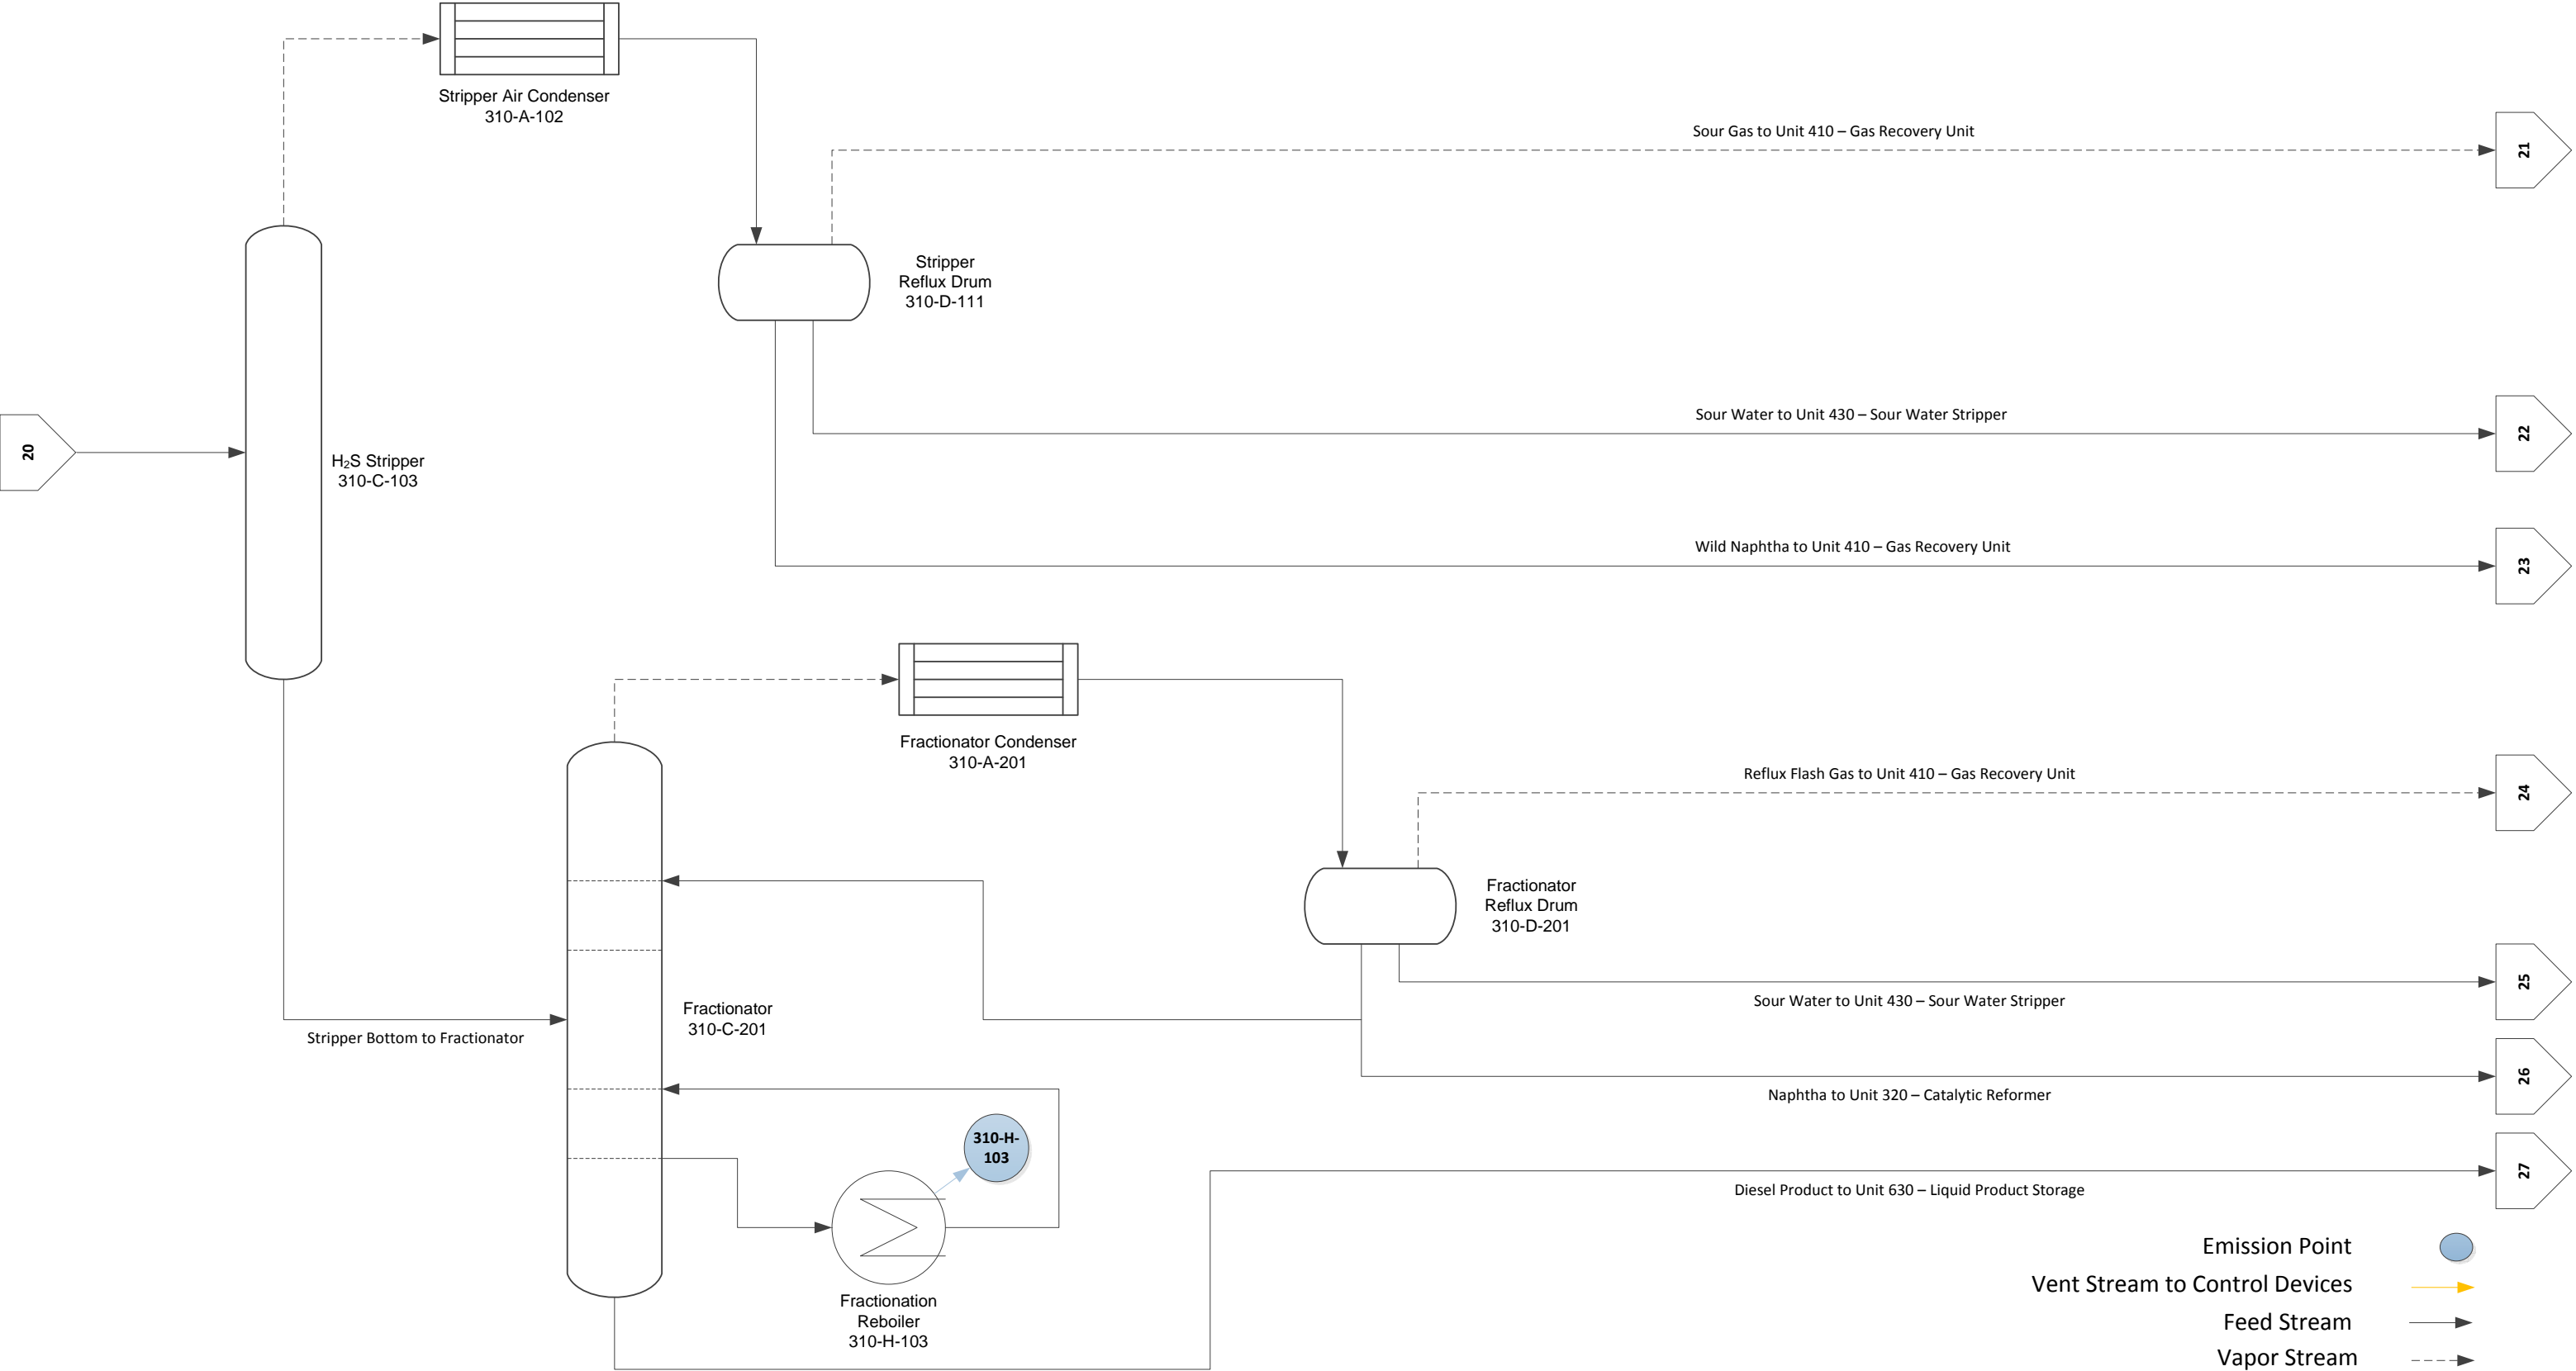 Stripper Air Condenser
310-A-102
Sour Gas to Unit 410 – Gas Recovery Unit
21
Stripper
Reflux Drum
310-D-111
Sour Water to Unit 430 – Sour Water Stripper
22
20
H₂S Stripper
310-C-103
Wild Naphtha to Unit 410 – Gas Recovery Unit
23
Fractionator Condenser
310-A-201
Reflux Flash Gas to Unit 410 – Gas Recovery Unit
24
Fractionator
Reflux Drum
310-D-201
25
Sour Water to Unit 430 – Sour Water Stripper
Fractionator
310-C-201
Stripper Bottom to Fractionator
26
Naphtha to Unit 320 – Catalytic Reformer
310-H-
103
27
Diesel Product to Unit 630 – Liquid Product Storage
Fractionation
Reboiler
310-H-103
Emission Point
Vent Stream to Control Devices
Feed Stream
Vapor Stream